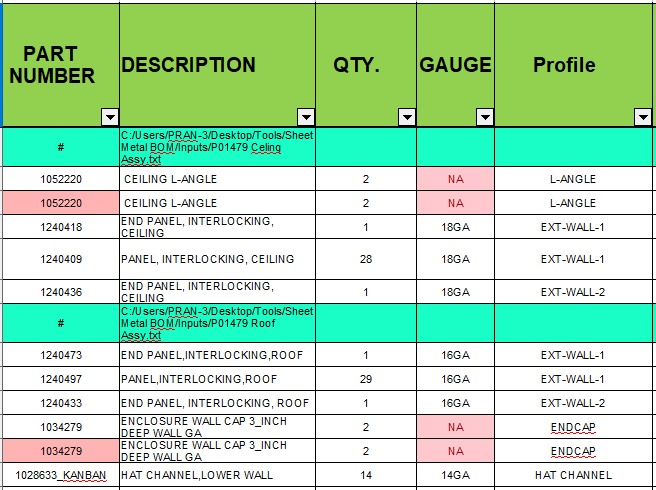 PART NUMBER DESCRIPTION QTY. GAUGE Profile
# C:/Users/PRAN-3/Desktop/Tools/Sheet
Metal BOM/Inputs/P01479 Celing
Assy.txt
1052220 CEILING L-ANGLE 2 NA L-ANGLE
1052220 CEILING L-ANGLE 2 NA L-ANGLE
1240418 END PANEL, INTERLOCKING, CEILING 1 18GA EXT-WALL-1
1240409 PANEL, INTERLOCKING, CEILING 28 18GA EXT-WALL-1
1240436 END PANEL, INTERLOCKING, CEILING 1 18GA EXT-WALL-2
# C:/Users/PRAN-3/Desktop/Tools/Sheet
Metal BOM/Inputs/P01479 Roof
Assy.txt
1240473 END PANEL,INTERLOCKING,ROOF 1 16GA EXT-WALL-1
1240497 PANEL,INTERLOCKING,ROOF 29 16GA EXT-WALL-1
1240433 END PANEL, INTERLOCKING, ROOF 1 16GA EXT-WALL-2
1034279 ENCLOSURE WALL CAP 3_INCH DEEP WALL GA 2 NA ENDCAP
1034279 ENCLOSURE WALL CAP 3_INCH DEEP WALL GA 2 NA ENDCAP
1028633_KANBAN HAT CHANNEL,LOWER WALL 14 14GA HAT CHANNEL